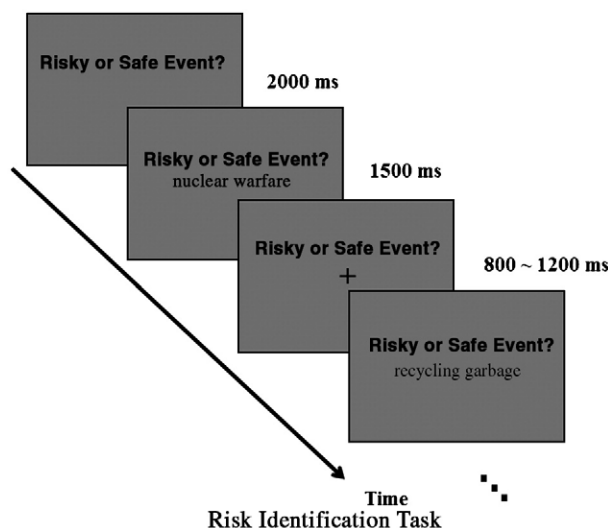 Risky or Safe Event?
2000 ms
Risky or Safe Event?
nuclear warfare
1500 ms
Risky or Safe Event?
+
800 ~ 1200 ms
Risky or Safe Event?
recycling garbage
Time
Risk Identification Task